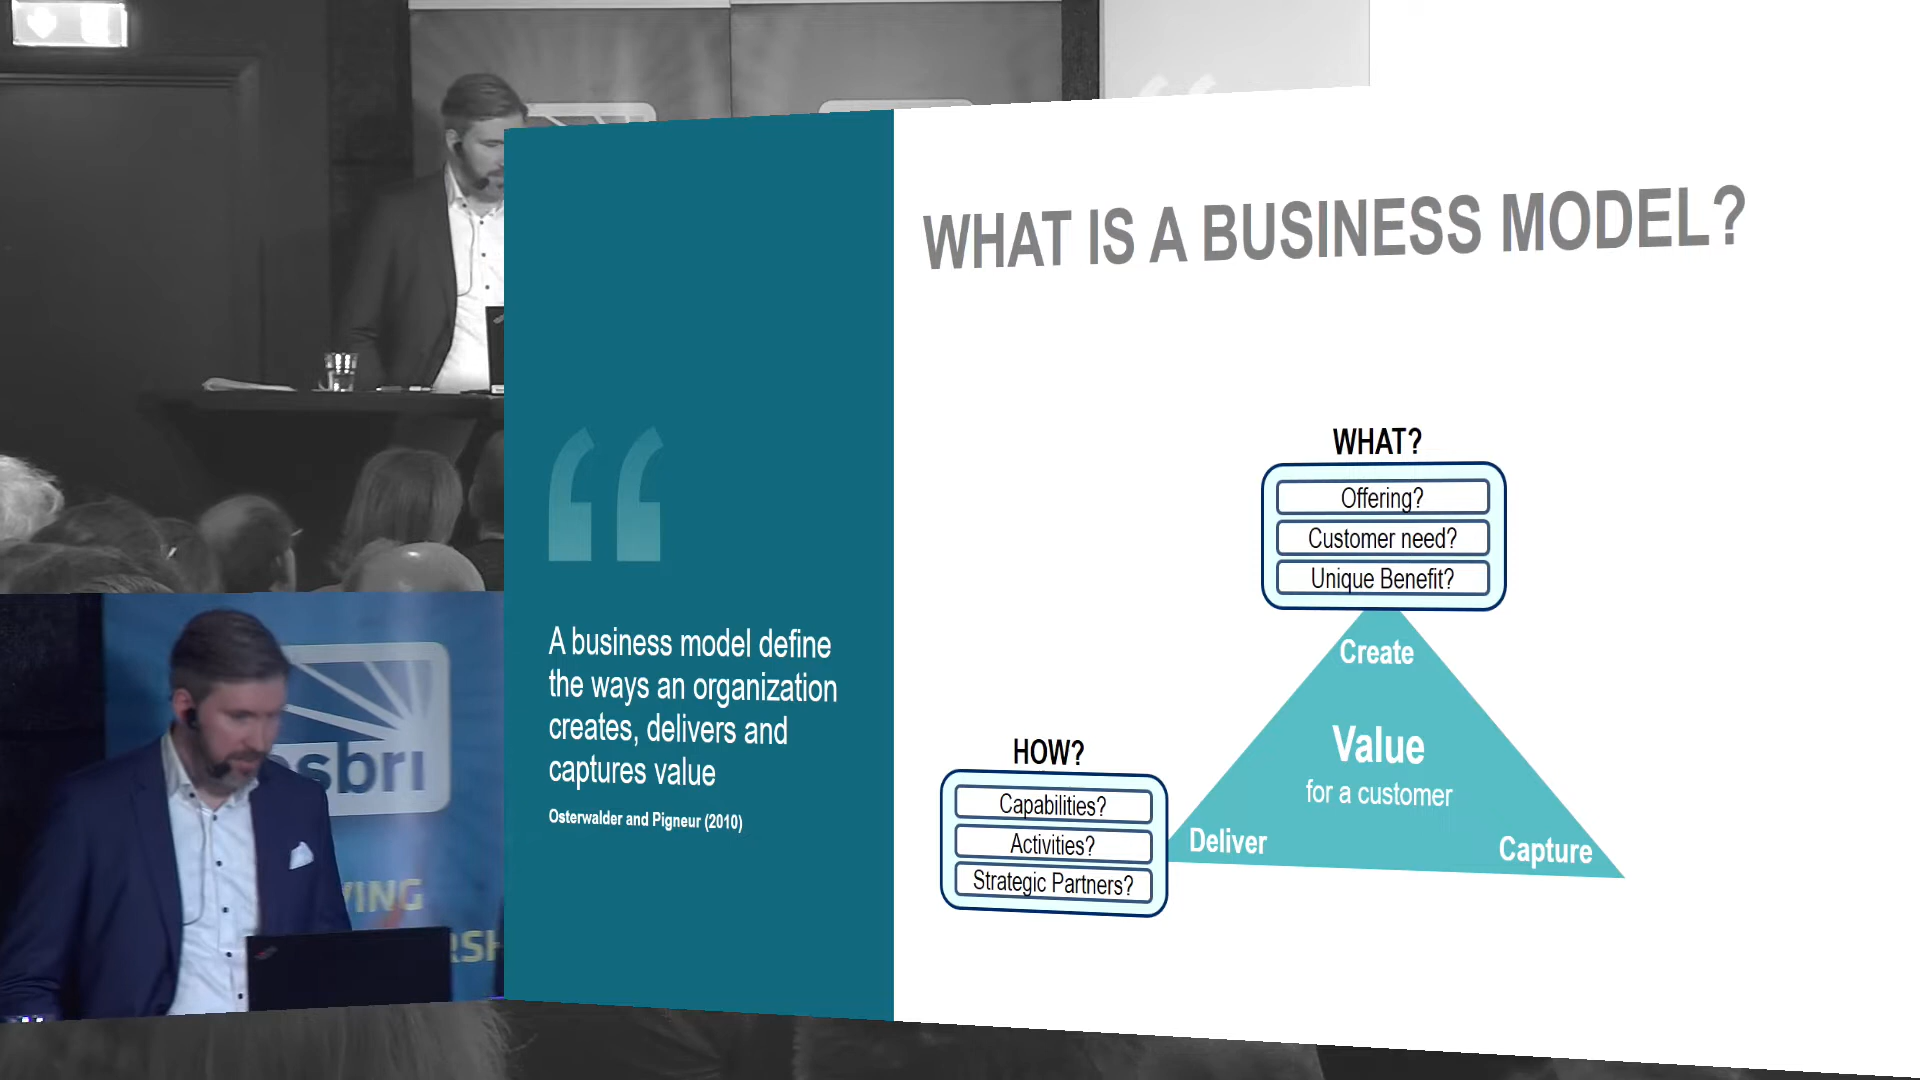 WHAT IS A BUSINESS MODEL?
A business model define
the ways an organization
creates, delivers and
captures value
Osterwalder and Pigneur (2010)
WHAT?
Offering?
Customer need?
Unique Benefit?
Create
Value
for a customer
Deliver
Capture
HOW?
Capabilities?
Activities?
Strategic Partners?
esbri